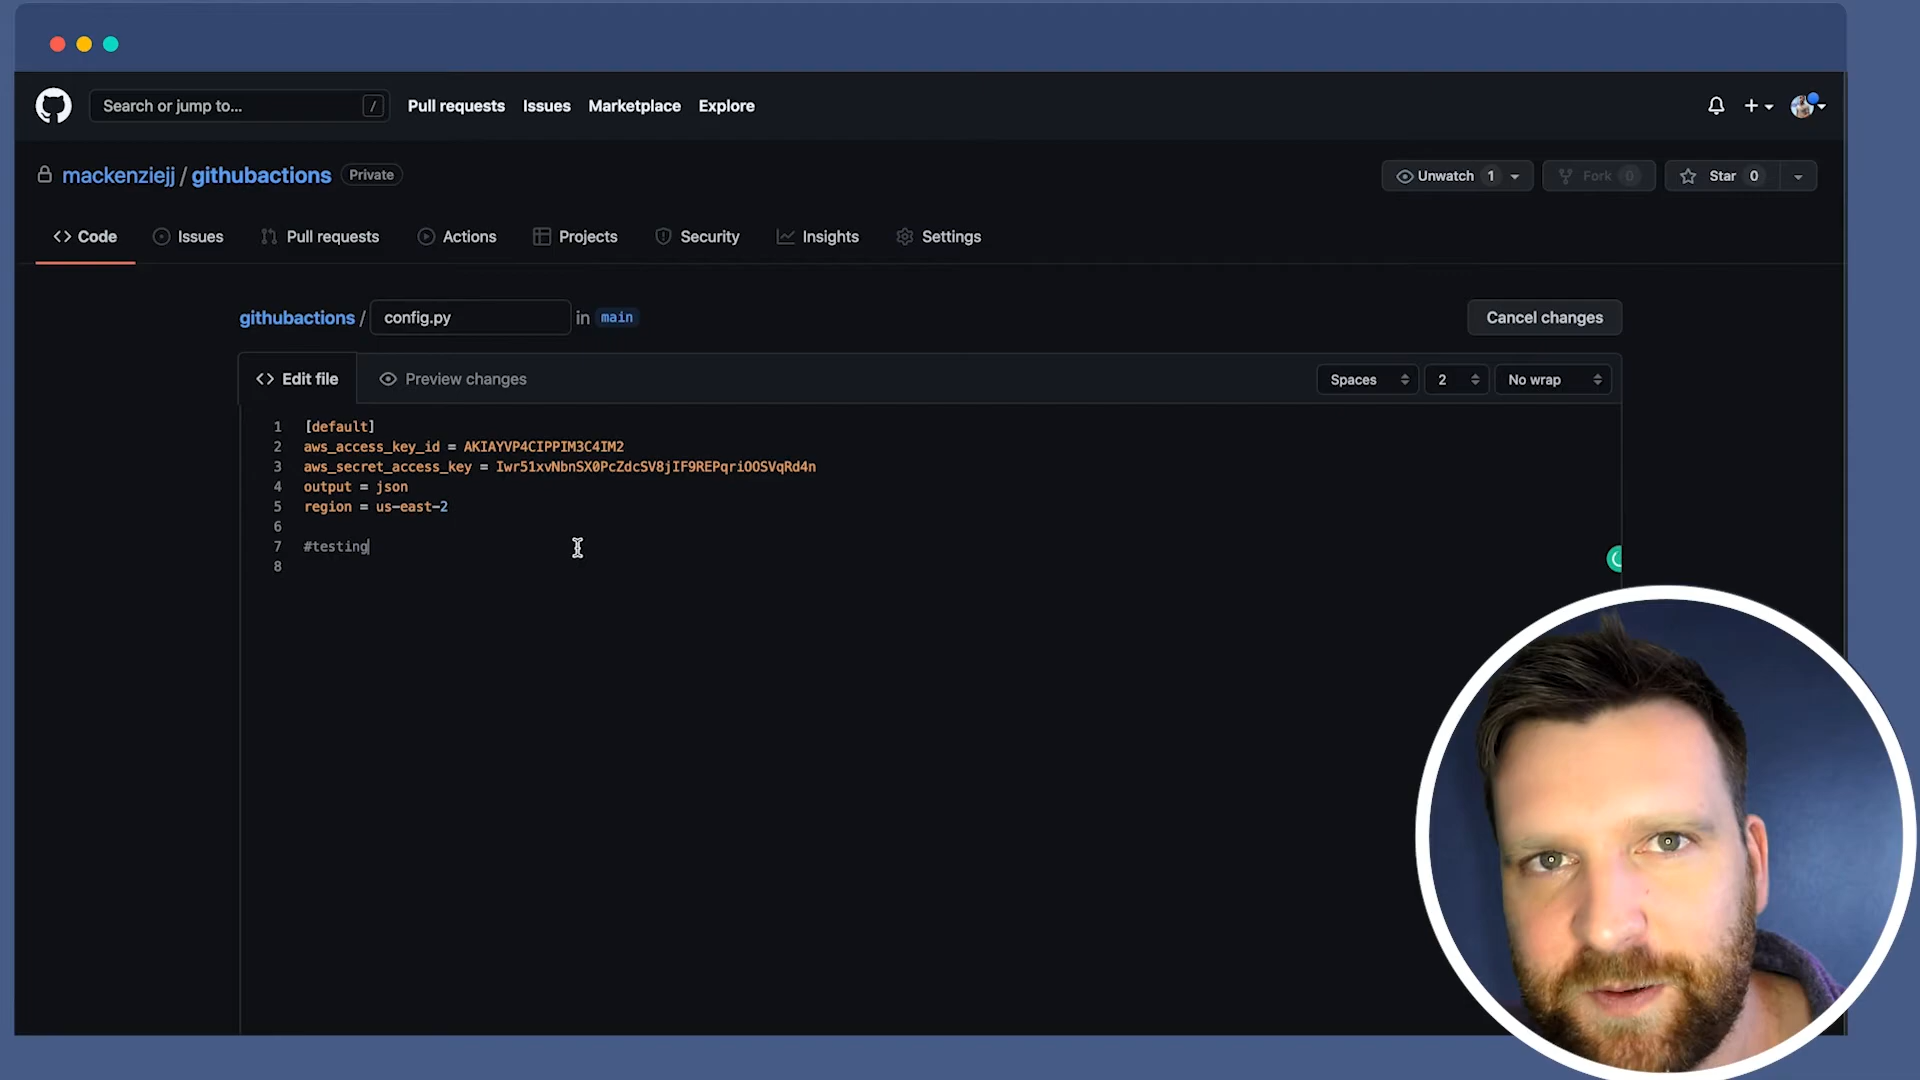 Search or jump to... /
Pull requests Issues Marketplace Explore
mackenziejj / githubactions Private
Unwatch 1 Fork 0 Star 0
<> Code Issues Pull requests Actions Projects Security Insights Settings
githubactions / config.py in main
Cancel changes
<> Edit file Preview changes
Spaces 2 No wrap
1 [default]
2 aws_access_key_id = AKIAYVP4CIPPIM3C4IM2
3 aws_secret_access_key = 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
4 output = json
5 region = us-east-2
6
7 #testing
8